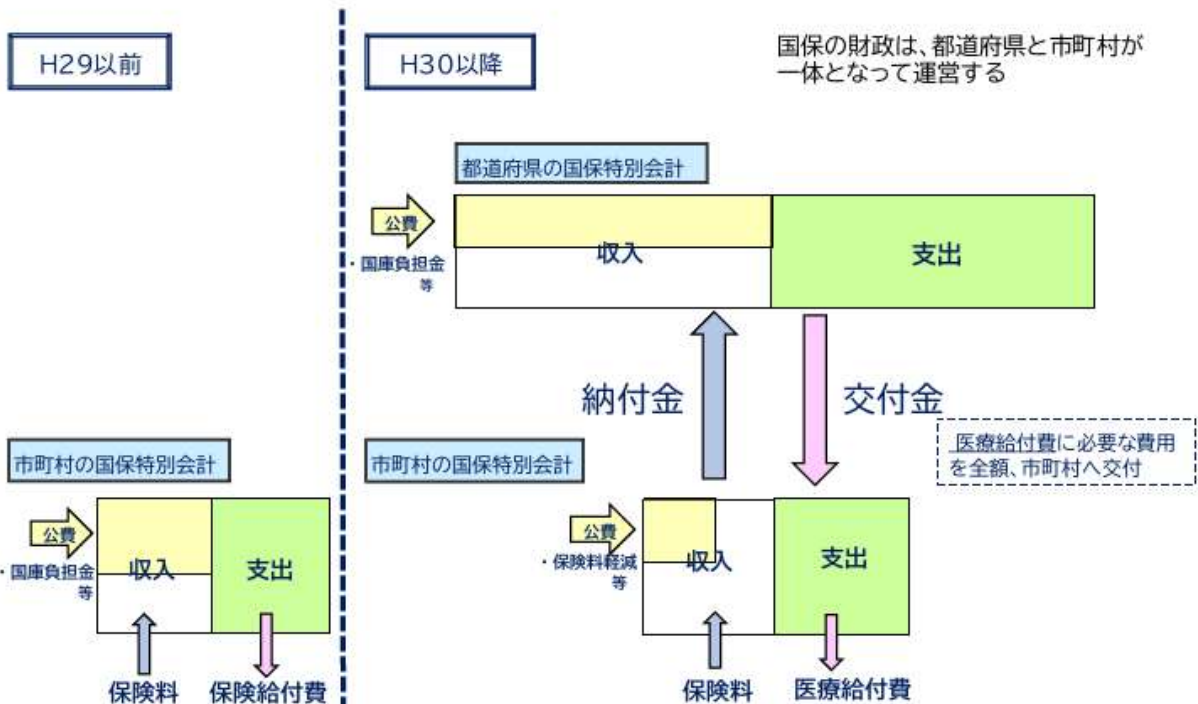 H29以前
H30以降
国保の財政は、都道府県と市町村が
一体となって運営する
都道府県の国保特別会計
公費
・国庫負担金
等
収入
支出
納付金
交付金
医療給付費に必要な費用
を全額、市町村へ交付
市町村の国保特別会計
公費
・国庫負担金
等
収入
支出
保険料
保険給付費
市町村の国保特別会計
公費
・保険料軽減
等
収入
支出
保険料
医療給付費